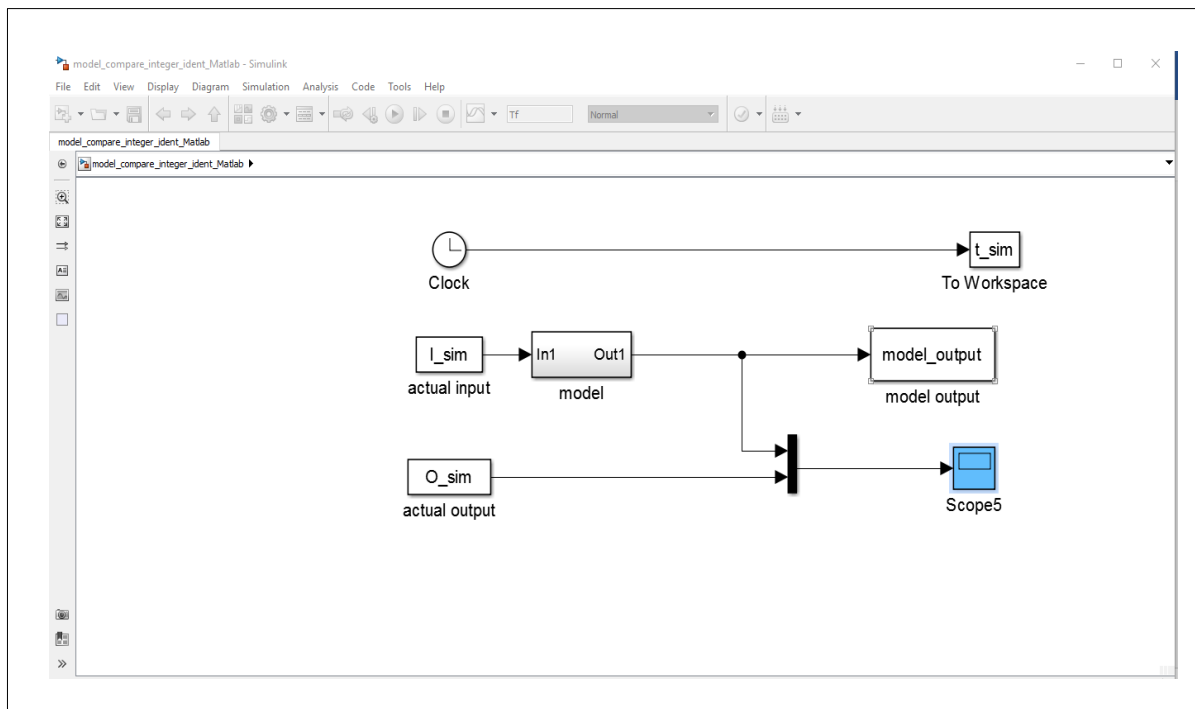 model_compare_integer_ident_Matlab - Simulink
File Edit View Display Diagram Simulation Analysis Code Tools Help
Tf Normal
model_compare_integer_ident_Matlab
model_compare_integer_ident_Matlab
t_sim
Clock To Workspace
I_sim In1 Out1 model_output
actual input model model output
O_sim
actual output Scope5